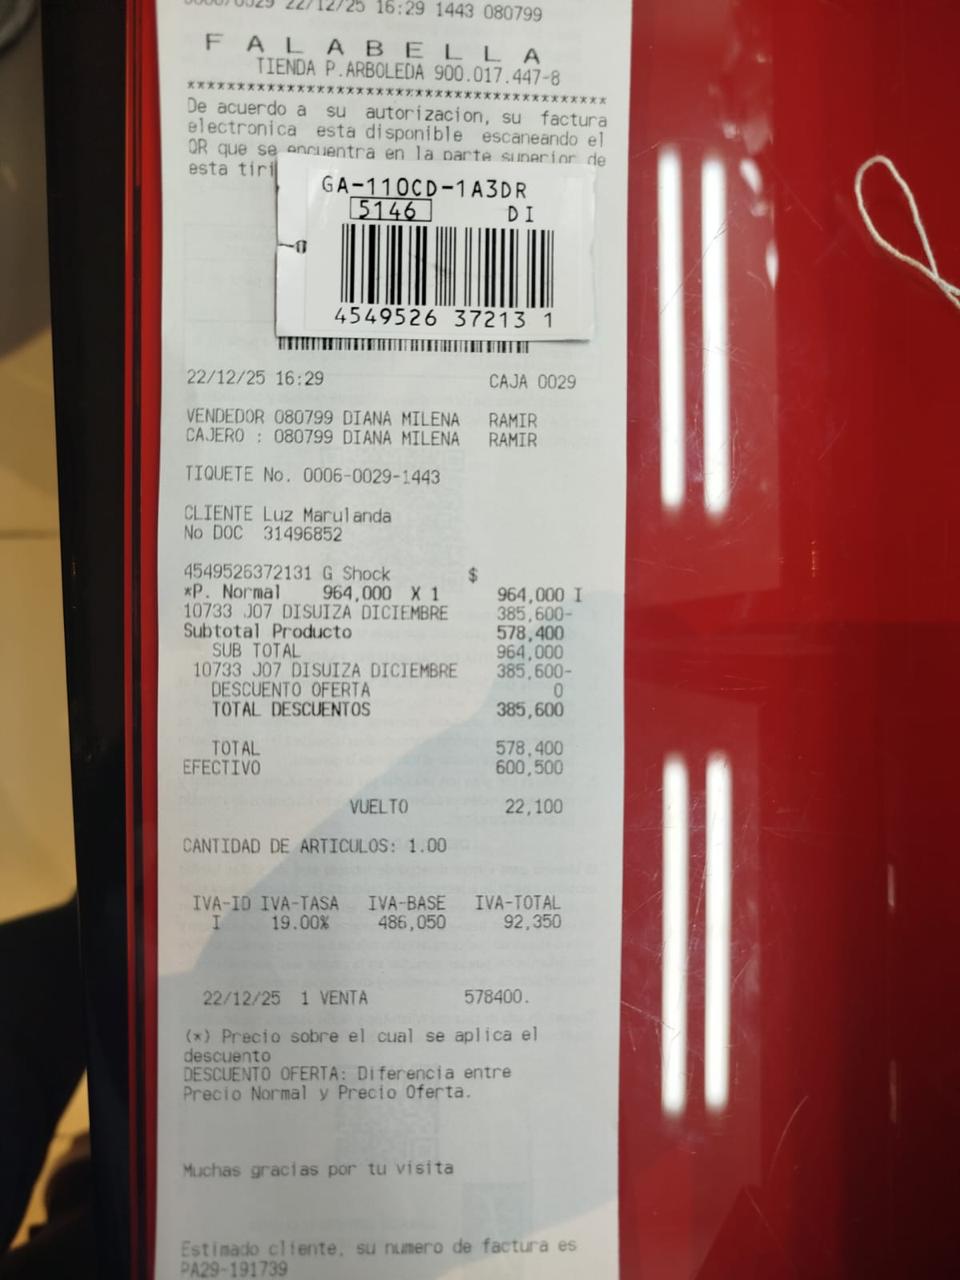 22/12/25 16:29 1443 080799
F A L A B E L L A
TIENDA P.ARBOLEDA 900.017.447-8
*******************************************
De acuerdo a su autorizacion, su factura
electronica esta disponible escaneando el
QR que se encuentra en la parte superior de
esta tiri
GA-110CD-1A3DR
5146 DI
4549526 37213 1
22/12/25 16:29 CAJA 0029
VENDEDOR 080799 DIANA MILENA RAMIR
CAJERO : 080799 DIANA MILENA RAMIR
TIQUETE No. 0006-0029-1443
CLIENTE Luz Marulanda
No DOC 31496852
4549526372131 G Shock $
*P. Normal 964,000 X 1 964,000 I
10733 J07 DISUIZA DICIEMBRE 385,600-
Subtotal Producto 578,400
SUB TOTAL 964,000
10733 J07 DISUIZA DICIEMBRE 385,600-
DESCUENTO OFERTA 0
TOTAL DESCUENTOS 385,600
TOTAL 578,400
EFECTIVO 600,500
VUELTO 22,100
CANTIDAD DE ARTICULOS: 1.00
IVA-ID IVA-TASA IVA-BASE IVA-TOTAL
I 19.00% 486,050 92,350
22/12/25 1 VENTA 578400.
(*) Precio sobre el cual se aplica el
descuento
DESCUENTO OFERTA: Diferencia entre
Precio Normal y Precio Oferta.
Muchas gracias por tu visita
Estimado cliente, su numero de factura es
PA29-191739